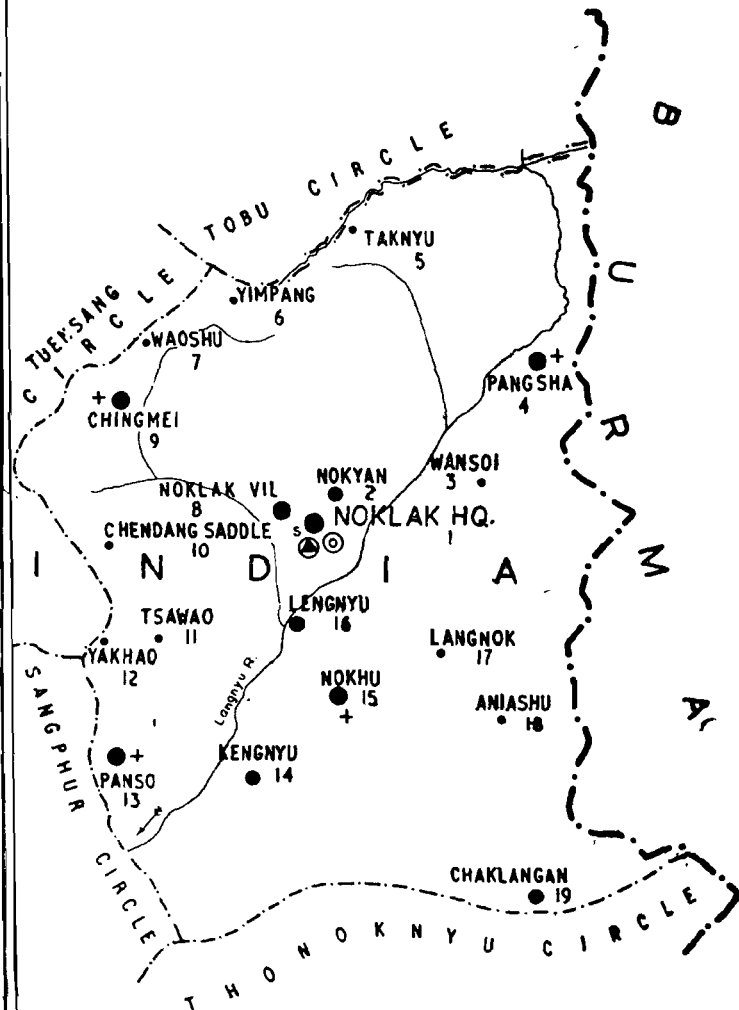 BURMA
TOBU CIRCLE
TAKNYU
5
YIMPANG
6
TUENSANG
CIRCLE
WAOSHU
7
+
PANGSHA
4
+
CHINGMEI
9
WANSOI
3
NOKYAN
2
NOKLAK VIL
8
NOKLAK HQ.
1
S
CHENDANG SADDLE
10
INDIA
LENGNYU
16
TSAWAO
11
LANGNOK
17
YAKHAO
12
Langnyu R.
NOKHU
15
+
ANIASHU
18
SANGPHUR CIRCLE
+
PANSO
13
KENGNYU
14
CHAKLANGAN
19
THONOKNYU CIRCLE